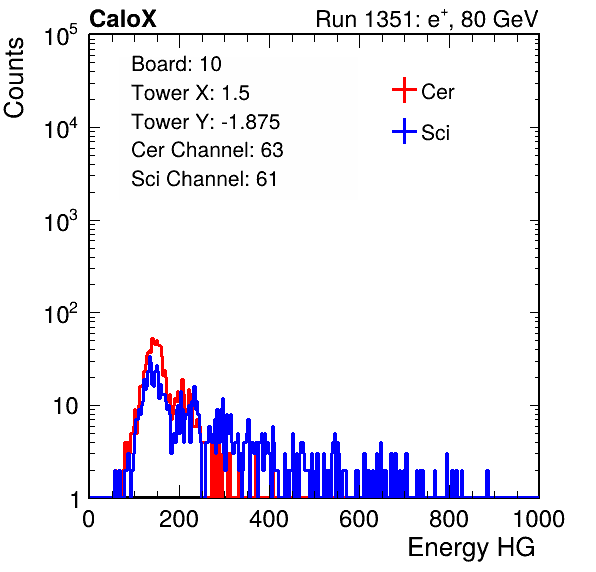 CaloX Run 1351: e+, 80 GeV
Counts
10^5
10^4
10^3
10^2
10
1
Board: 10
Tower X: 1.5
Tower Y: -1.875
Cer Channel: 63
Sci Channel: 61
Cer
Sci
0 200 400 600 800 1000
Energy HG